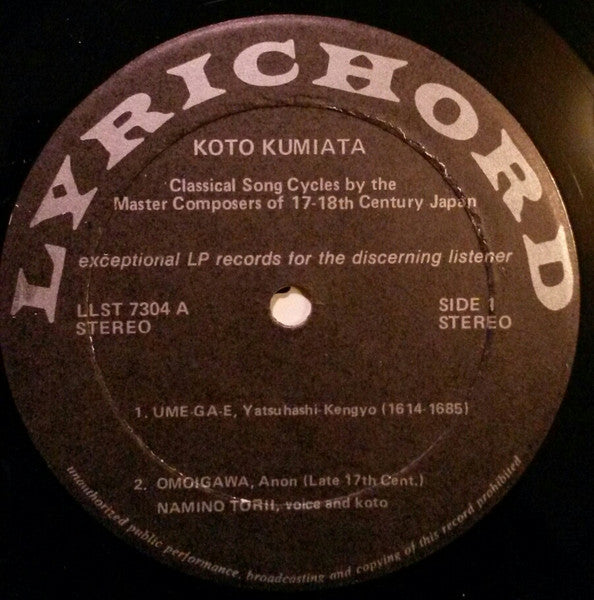 LYRICHORD
KOTO KUMIATA
Classical Song Cycles by the
Master Composers of 17-18th Century Japan
exceptional LP records for the discerning listener
LLST 7304 A
STEREO
SIDE 1
STEREO
1. UME-GA-E, Yatsuhashi-Kengyo (1614-1685)
2. OMOIGAWA, Anon (Late 17th Cent.)
NAMINO TORII, voice and koto
unauthorized public performance, broadcasting and copying of this record prohibited